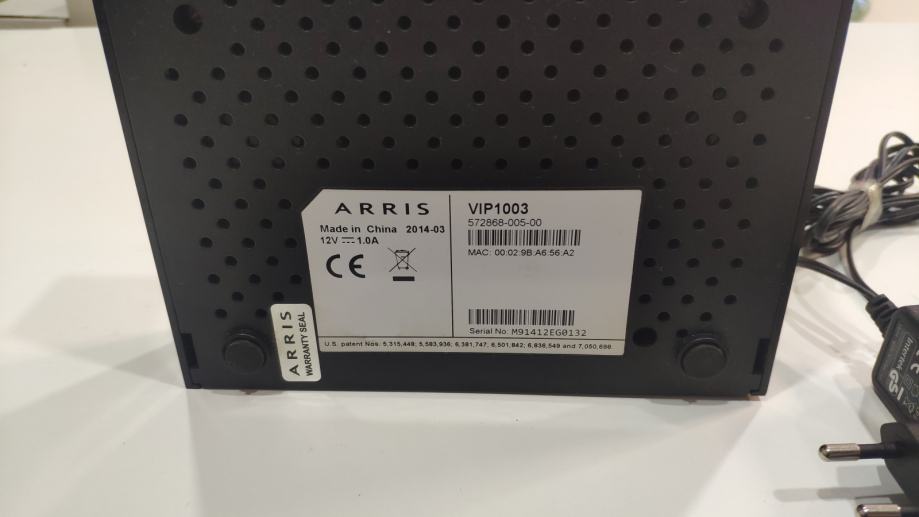 ARRIS
Made in China 2014-03
12V ⎓ 1.0A
CE
VIP1003
572868-005-00
MAC: 00:02:9B:A6:56:A2
Serial No: M91412EG0132
U.S. patent Nos: 5,315,448; 5,583,936; 6,381,747; 6,501,842; 6,836,549 and 7,050,698
ARRIS
WARRANTY SEAL
Intertek
GS